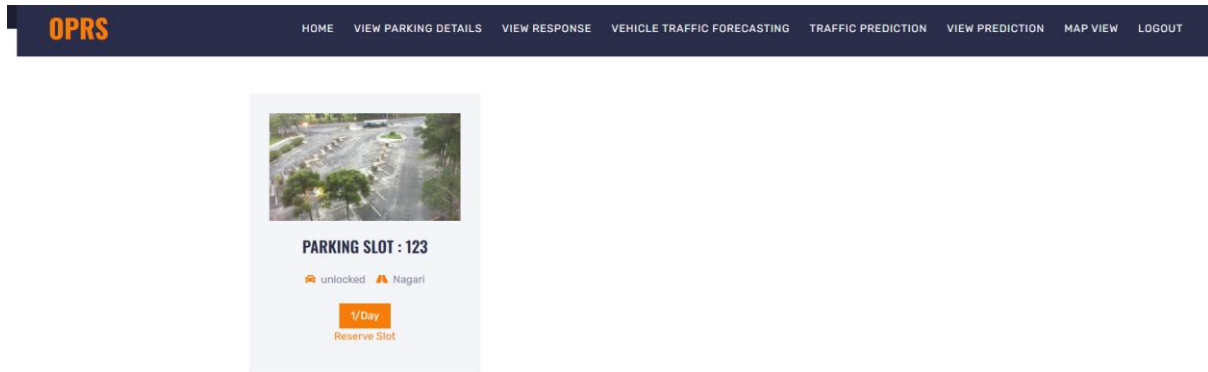 OPRS HOME VIEW PARKING DETAILS VIEW RESPONSE VEHICLE TRAFFIC FORECASTING TRAFFIC PREDICTION VIEW PREDICTION MAP VIEW LOGOUT
PARKING SLOT : 123
unlocked Nagari
1/Day
Reserve Slot